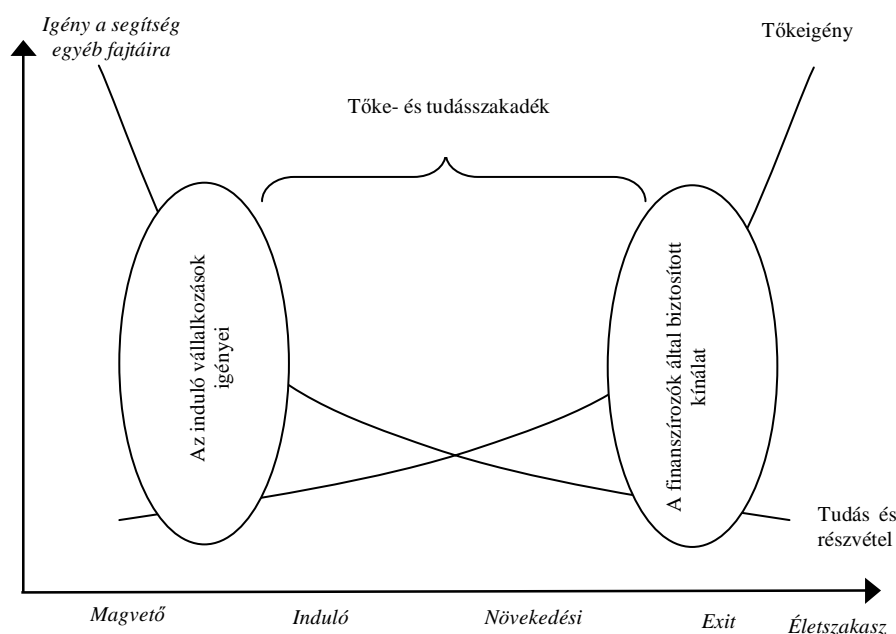 Igény a segítség
egyéb fajtáira
Tőkeigény
Tőke- és tudásszakadék
Az induló vállalkozások
igényei
A finanszírozók által biztosított
kínálat
Tudás és
részvétel
Magvető
Induló
Növekedési
Exit
Életszakasz